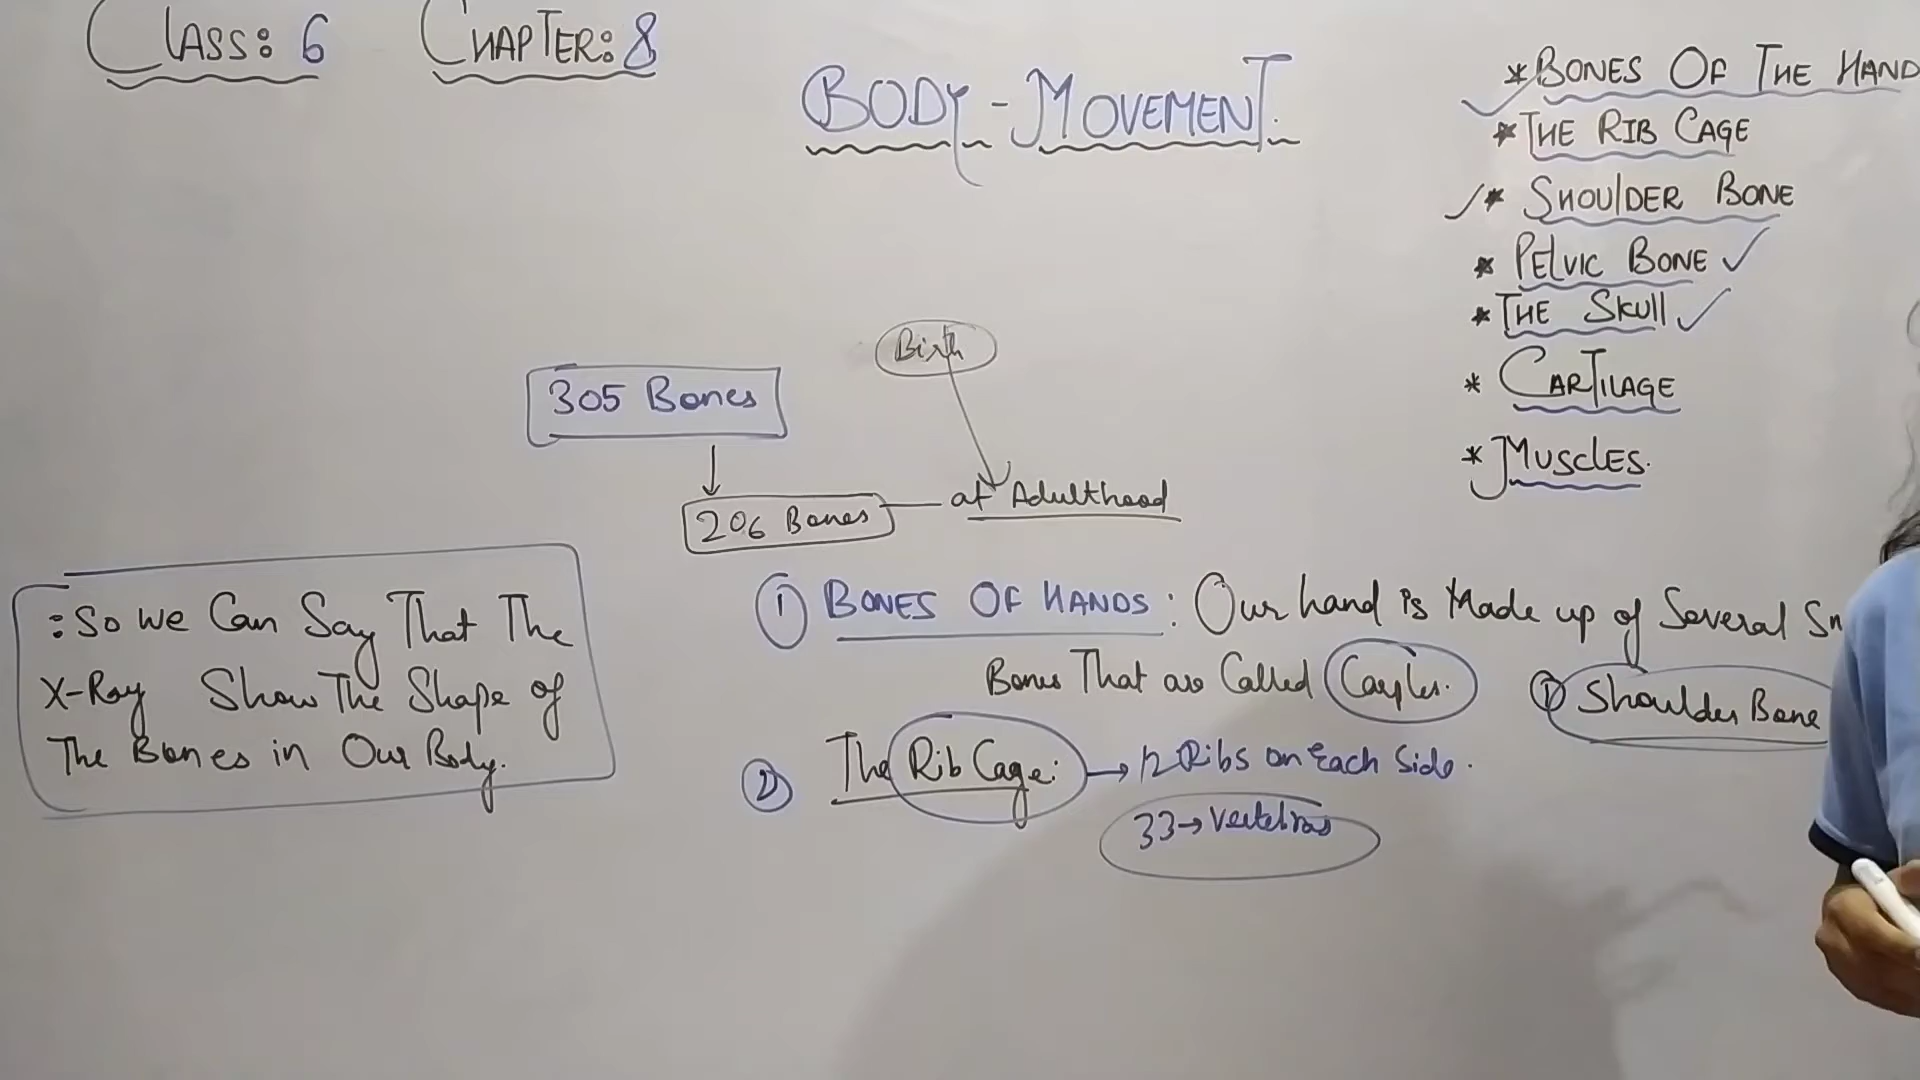 CLASS: 6 CHAPTER: 8
BODY - MOVEMENT.
*BONES OF THE HAND
*THE RIB CAGE
* SHOULDER BONE
* PELVIC BONE
* THE SKULL
* CARTILAGE
* MUSCLES.
Birth
305 Bones
206 Bones - at Adulthood
: So we Can Say That The
X-Ray Show The Shape of
The Bones in Our Body.
① BONES OF HANDS: Our hand is Made up of Several
Bones That are Called
① Shoulder Bone
② The Rib Cage: → 12 Ribs on Each Side.
33 → Vertebras